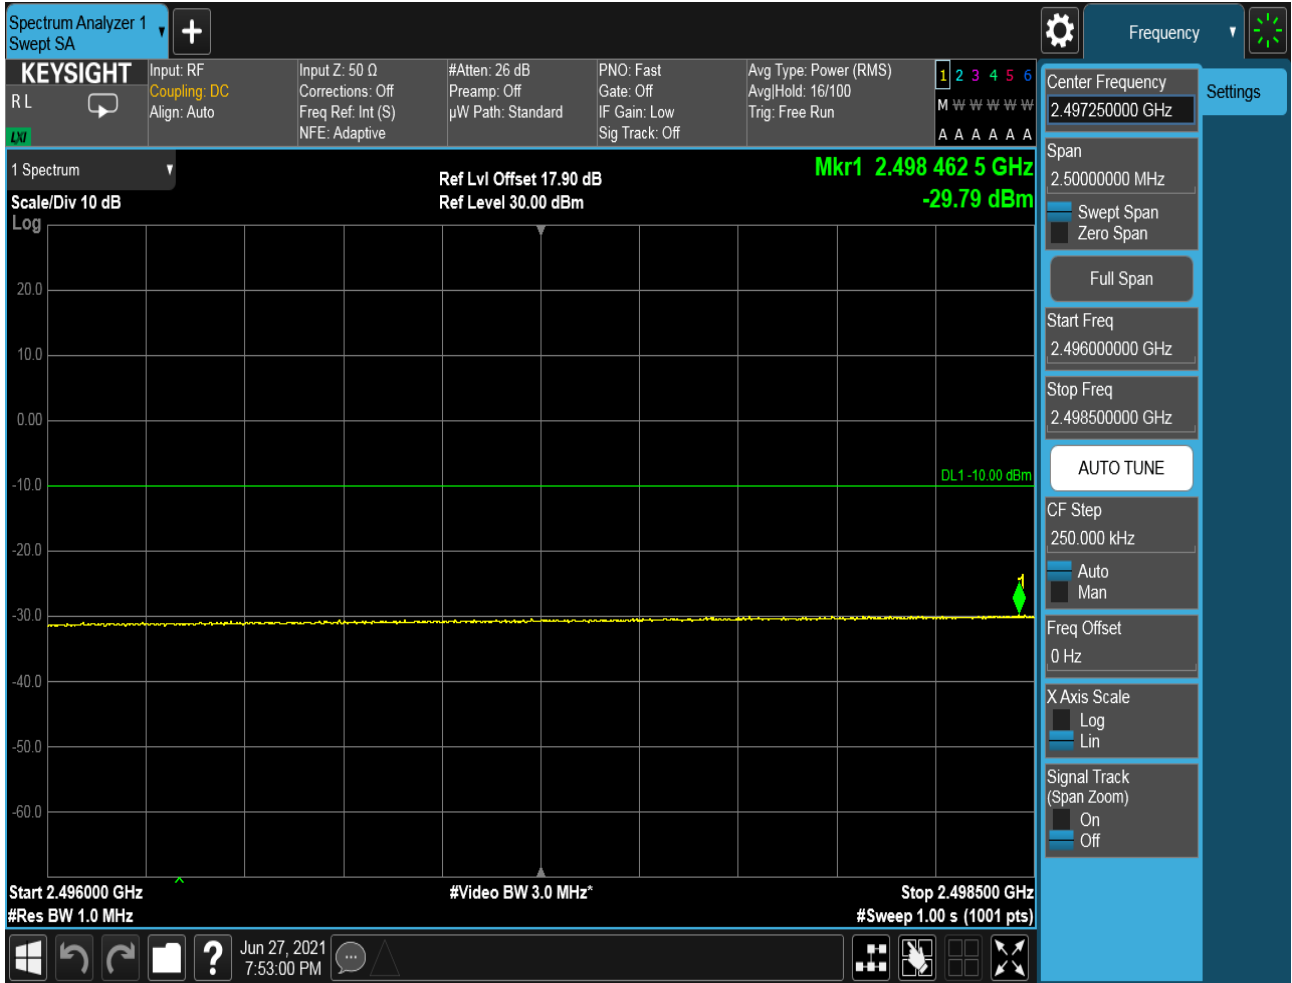 Spectrum Analyzer 1
Swept SA
Frequency
KEYSIGHT
R L
LXI
Input: RF
Coupling: DC
Align: Auto
Input Z: 50 Ω
Corrections: Off
Freq Ref: Int (S)
NFE: Adaptive
#Atten: 26 dB
Preamp: Off
µW Path: Standard
PNO: Fast
Gate: Off
IF Gain: Low
Sig Track: Off
Avg Type: Power (RMS)
Avg|Hold: 16/100
Trig: Free Run
1 2 3 4 5 6
M W W W W W
A A A A A A
Center Frequency
2.497250000 GHz
Settings
Span
2.50000000 MHz
Swept Span
Zero Span
Full Span
Start Freq
2.496000000 GHz
Stop Freq
2.498500000 GHz
AUTO TUNE
CF Step
250.000 kHz
Auto
Man
Freq Offset
0 Hz
X Axis Scale
Log
Lin
Signal Track
(Span Zoom)
On
Off
1 Spectrum
Scale/Div 10 dB
Log
Ref Lvl Offset 17.90 dB
Ref Level 30.00 dBm
Mkr1 2.498 462 5 GHz
-29.79 dBm
20.0
10.0
0.00
-10.0
-20.0
-30.0
-40.0
-50.0
-60.0
DL1 -10.00 dBm
1
Start 2.496000 GHz
#Res BW 1.0 MHz
#Video BW 3.0 MHz*
Stop 2.498500 GHz
#Sweep 1.00 s (1001 pts)
?
Jun 27, 2021
7:53:00 PM